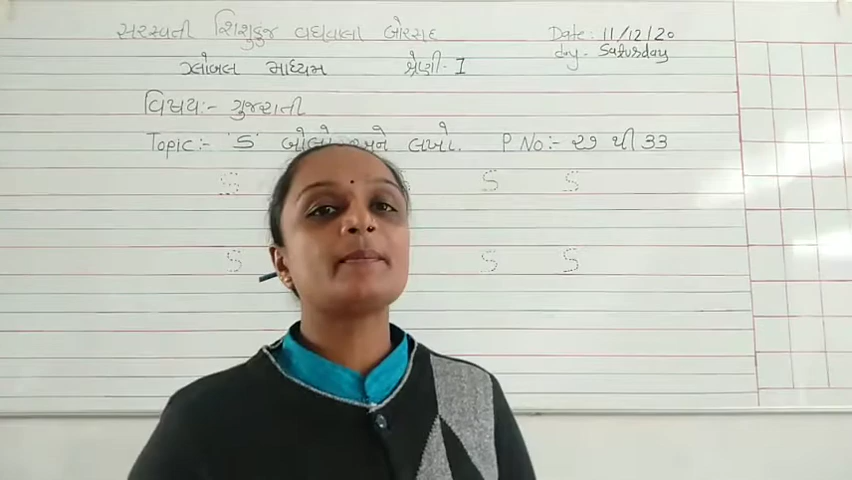 સરસ્વતી શિશુકુંજ વઘવાલા બોરસદ Date: 11/12/20
ગ્લોબલ માધ્યમ શ્રેણી-I day- Saturday
વિષય:- ગુજરાતી
Topic:- 'ડ' બોલો અને લખો. P No:- ૨૭ થી 33
ડ ડ ડ
ડ ડ ડ